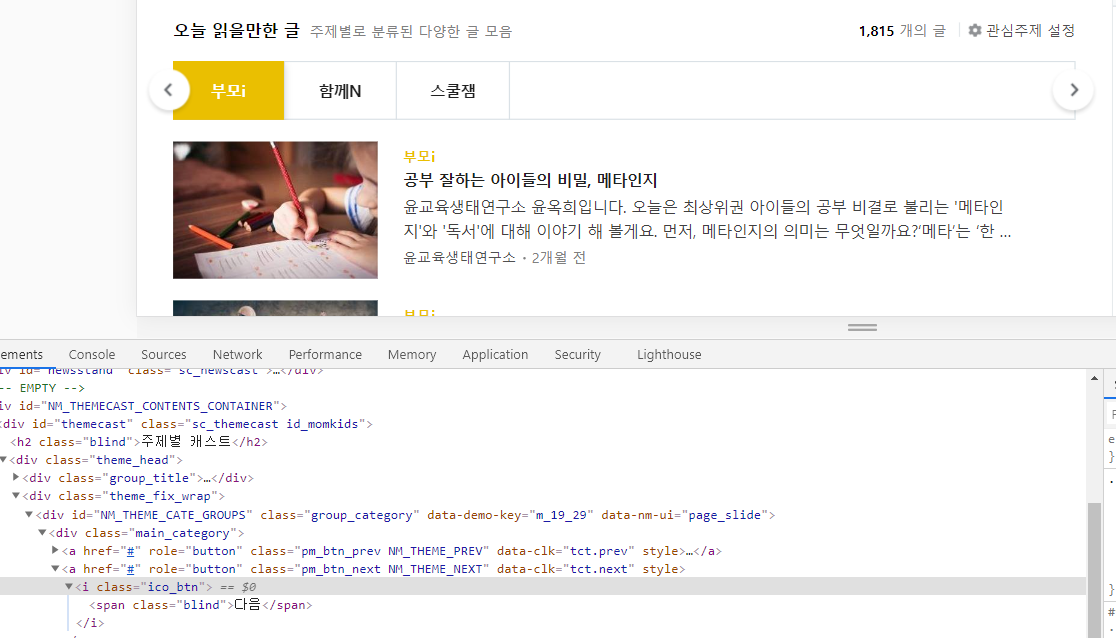 오늘 읽을만한 글 주제별로 분류된 다양한 글 모음 1,815 개의 글 관심주제 설정
부모i 함께N 스쿨잼
부모i
공부 잘하는 아이들의 비밀, 메타인지
윤교육생태연구소 윤옥희입니다. 오늘은 최상위권 아이들의 공부 비결로 불리는 '메타인
지'와 '독서'에 대해 이야기 해 볼게요. 먼저, 메타인지의 의미는 무엇일까요?‘메타’는 ‘한 ...
윤교육생태연구소 · 2개월 전
부모i
ements Console Sources Network Performance Memory Application Security Lighthouse
iv id="newsstand" class="sc_newscast">…</div>
-- EMPTY -->
iv id="NM_THEMECAST_CONTENTS_CONTAINER">
<div id="themecast" class="sc_themecast id_momkids">
<h2 class="blind">주제별 캐스트</h2>
▼<div class="theme_head">
▶<div class="group_title">…</div>
▼<div class="theme_fix_wrap">
▼<div id="NM_THEME_CATE_GROUPS" class="group_category" data-demo-key="m_19_29" data-nm-ui="page_slide">
▼<div class="main_category">
▶<a href="#" role="button" class="pm_btn_prev NM_THEME_PREV" data-clk="tct.prev" style>…</a>
▼<a href="#" role="button" class="pm_btn_next NM_THEME_NEXT" data-clk="tct.next" style>
▼<i class="ico_btn"> == $0
<span class="blind">다음</span>
</i>